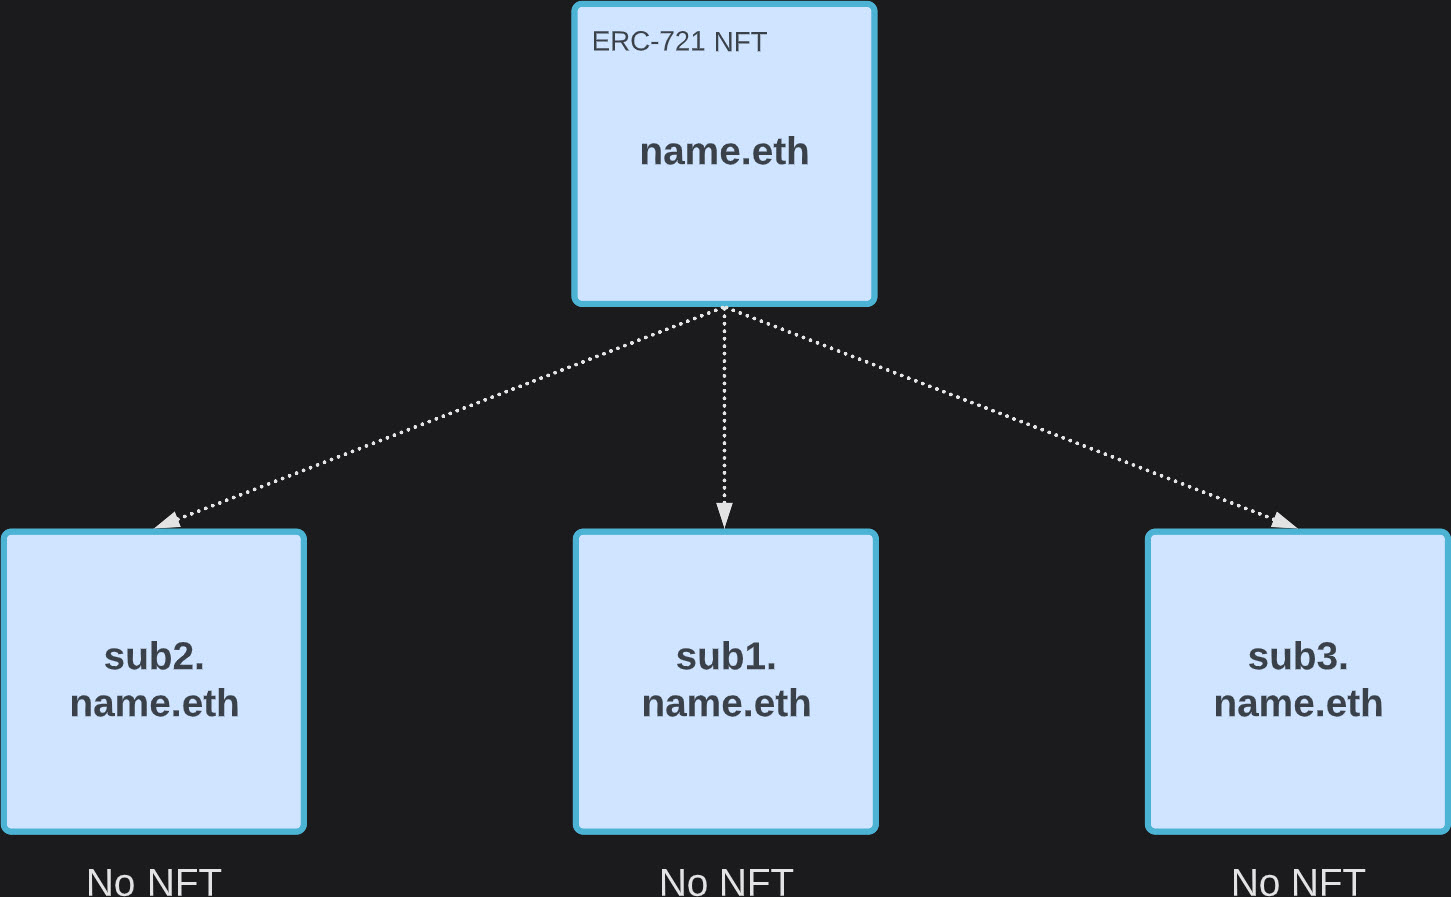 ERC-721 NFT
name.eth
sub2.
name.eth
sub1.
name.eth
sub3.
name.eth
No NFT
No NFT
No NFT